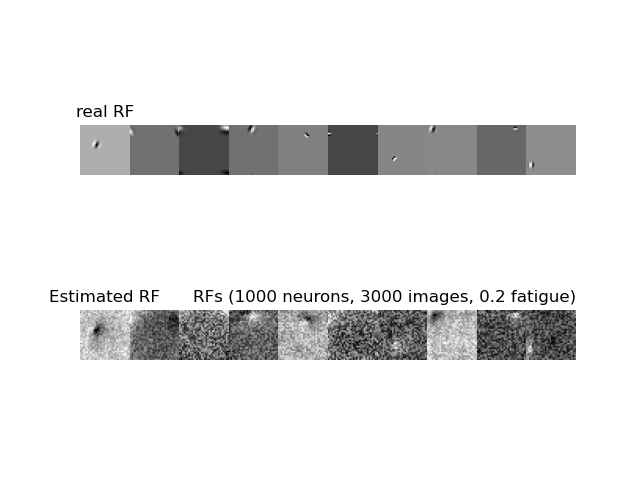 real RF
Estimated RF
RFs (1000 neurons, 3000 images, 0.2 fatigue)